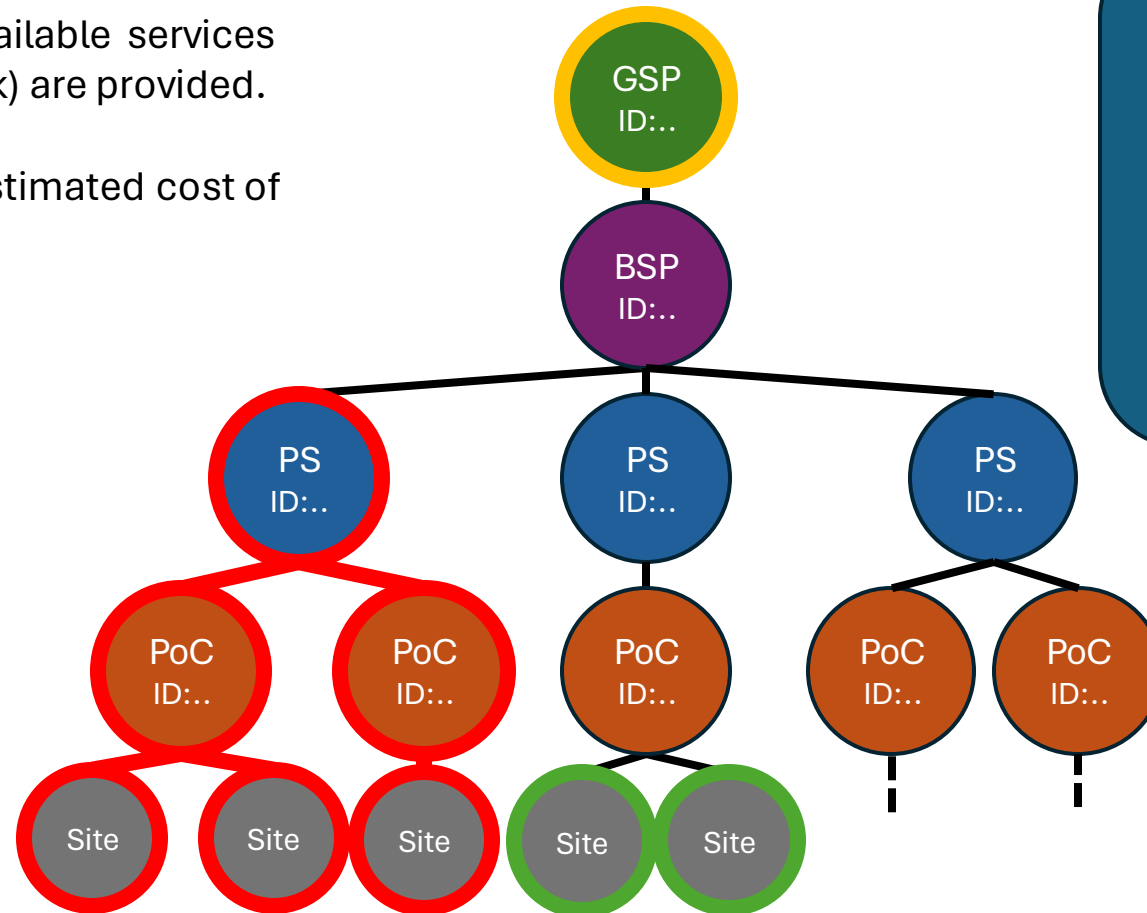 ailable services
k) are provided.
stimated cost of
GSP
ID:..
BSP
ID:..
PS
ID:..
PS
ID:..
PS
ID:..
PoC
ID:..
PoC
ID:..
PoC
ID:..
PoC
ID:..
PoC
ID:..
Site
Site
Site
Site
Site